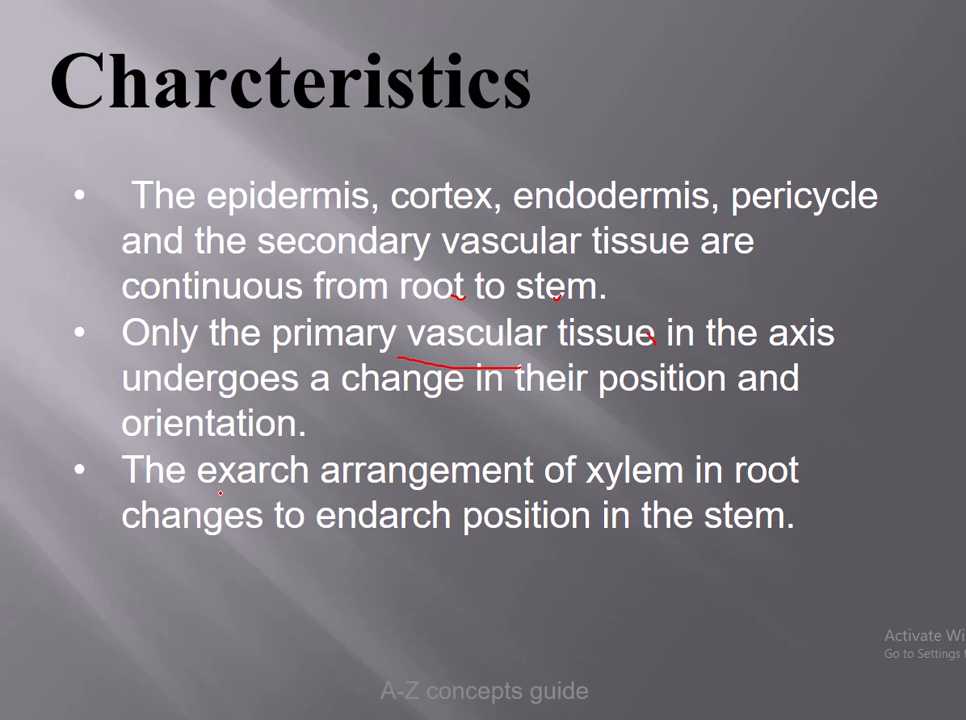 Charcteristics
• The epidermis, cortex, endodermis, pericycle
and the secondary vascular tissue are
continuous from root to stem.
• Only the primary vascular tissue in the axis
undergoes a change in their position and
orientation.
• The exarch arrangement of xylem in root
changes to endarch position in the stem.
Activate Wi
Go to Settings
A-Z concepts guide